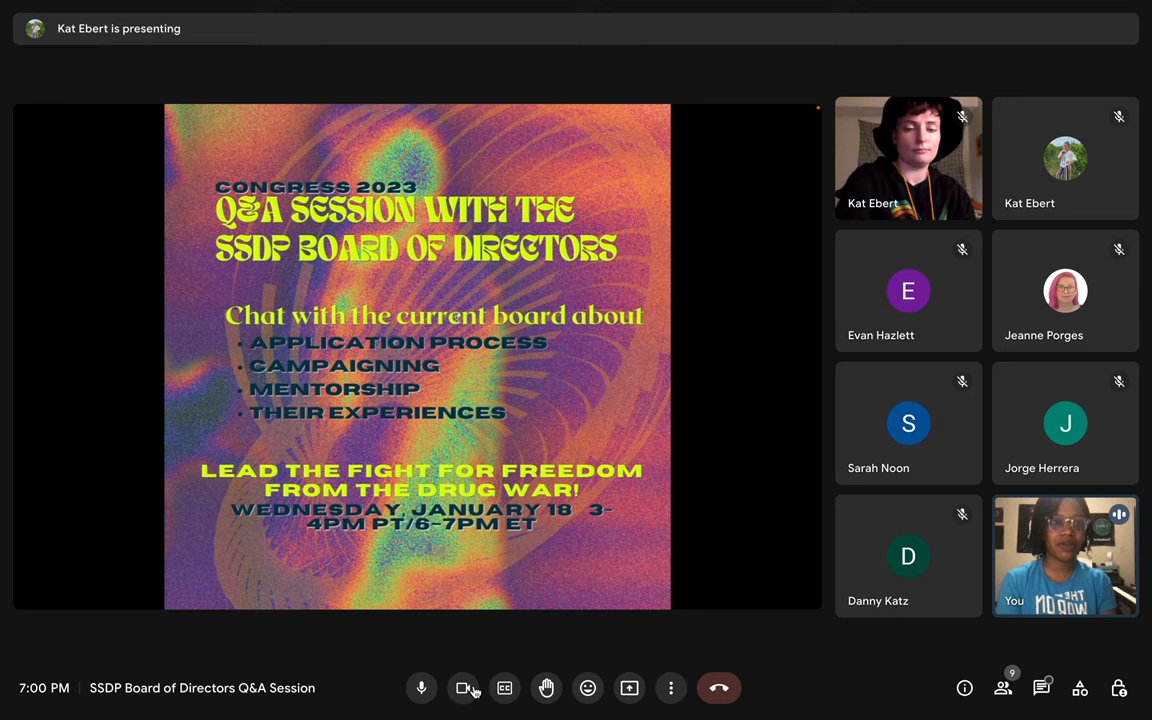 Kat Ebert is presenting
CONGRESS 2023
Q&A SESSION WITH THE
SSDP BOARD OF DIRECTORS
Chat with the current board about
• APPLICATION PROCESS
• CAMPAIGNING
• MENTORSHIP
• THEIR EXPERIENCES
LEAD THE FIGHT FOR FREEDOM
FROM THE DRUG WAR!
WEDNESDAY, JANUARY 18 3-
4PM PT/6-7PM ET
Kat Ebert
Kat Ebert
E
Evan Hazlett
Jeanne Porges
S
Sarah Noon
J
Jorge Herrera
D
Danny Katz
You
7:00 PM
SSDP Board of Directors Q&A Session
CC
9